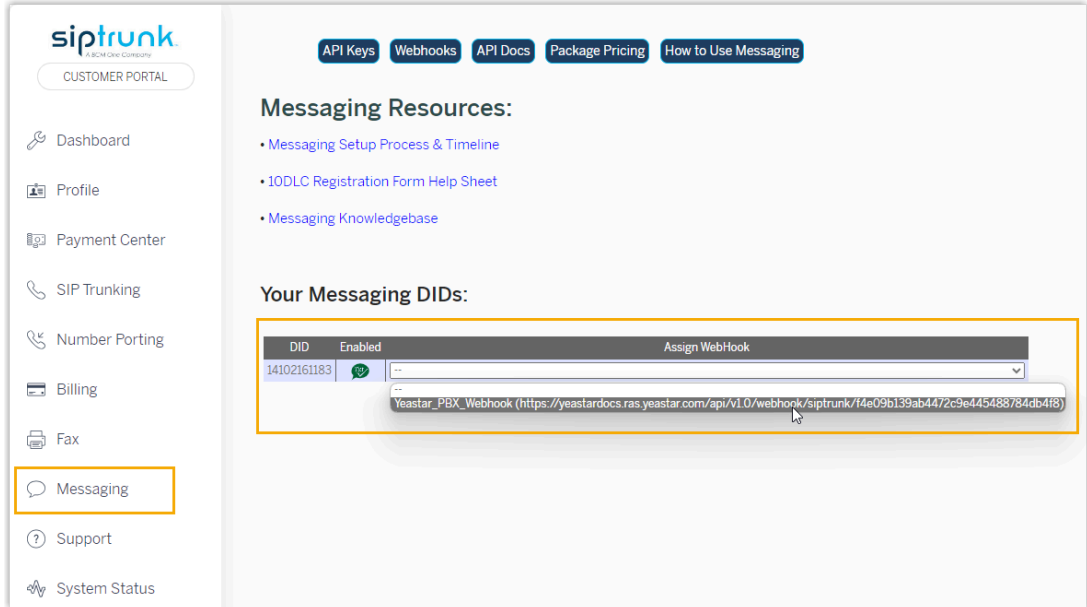 siptrunk.
A BCM One Company
CUSTOMER PORTAL
Dashboard
Profile
Payment Center
SIP Trunking
Number Porting
Billing
Fax
Messaging
Support
System Status
API Keys Webhooks API Docs Package Pricing How to Use Messaging
Messaging Resources:
• Messaging Setup Process & Timeline
• 10DLC Registration Form Help Sheet
• Messaging Knowledgebase
Your Messaging DIDs:
DID Enabled Assign WebHook
14102161183 --
--
Yeastar_PBX_Webhook (https://yeastardocs.ras.yeastar.com/api/v1.0/webhook/siptrunk/f4e09b139ab4472c9e445488784db4f8)